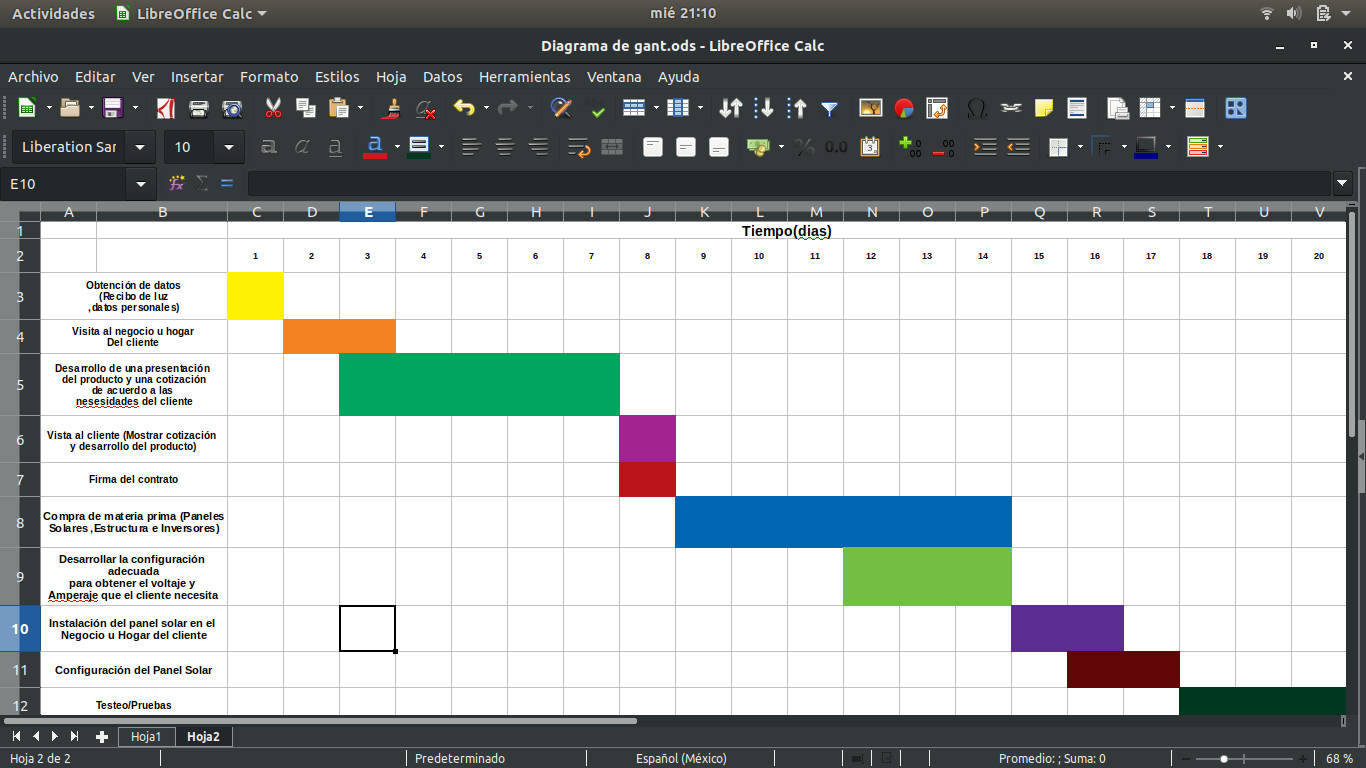 Actividades LibreOffice Calc mié 21:10
Diagrama de gant.ods - LibreOffice Calc
Archivo Editar Ver Insertar Formato Estilos Hoja Datos Herramientas Ventana Ayuda
Liberation Sar 10
E10
A B C D E F G H I J K L M N O P Q R S T U V
1 Tiempo(dias)
2 1 2 3 4 5 6 7 8 9 10 11 12 13 14 15 16 17 18 19 20
Obtención de datos
3 (Recibo de luz
,datos personales)
4 Visita al negocio u hogar
Del cliente
Desarrollo de una presentación
del producto y una cotización
5 de acuerdo a las
nesesidades del cliente
6 Vista al cliente (Mostrar cotización
y desarrollo del producto)
7 Firma del contrato
8 Compra de materia prima (Paneles
Solares ,Estructura e Inversores)
Desarrollar la configuración
adecuada
9 para obtener el voltaje y
Amperaje que el cliente necesita
10 Instalación del panel solar en el
Negocio u Hogar del cliente
11 Configuración del Panel Solar
12 Testeo/Pruebas
Hoja1 Hoja2
Hoja 2 de 2 Predeterminado Español (México) Promedio: ; Suma: 0 68 %